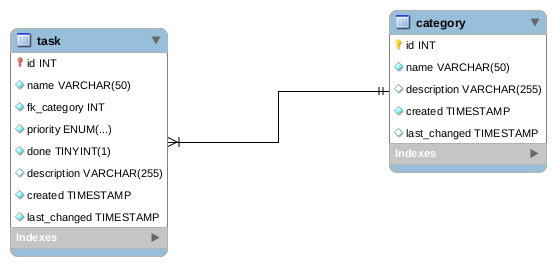 task
id INT
name VARCHAR(50)
fk_category INT
priority ENUM(...)
done TINYINT(1)
description VARCHAR(255)
created TIMESTAMP
last_changed TIMESTAMP
Indexes
category
id INT
name VARCHAR(50)
description VARCHAR(255)
created TIMESTAMP
last_changed TIMESTAMP
Indexes